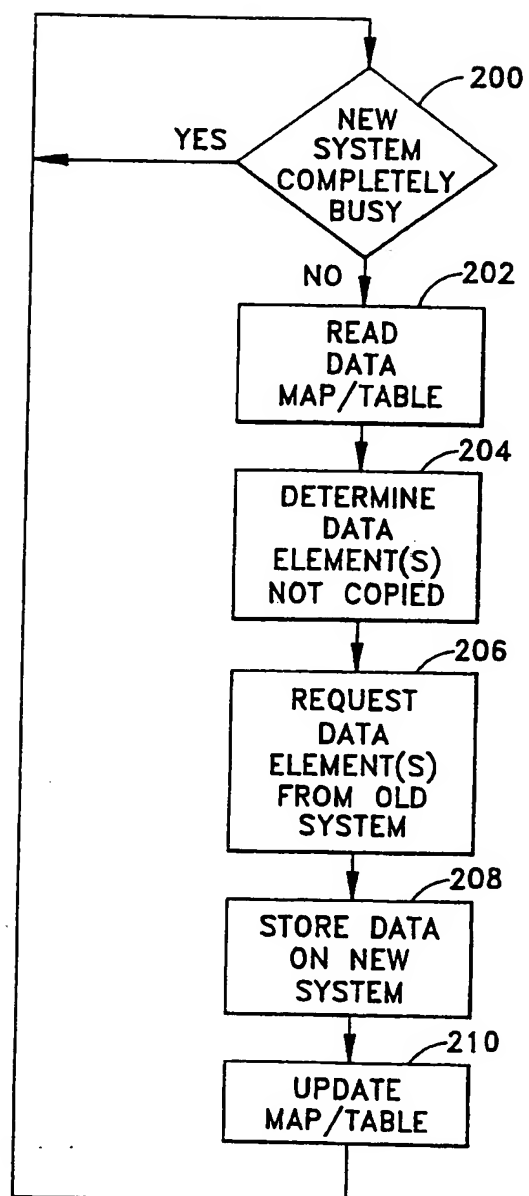 200
NEW
SYSTEM
COMPLETELY
BUSY
YES
NO
202
READ
DATA
MAP/TABLE
204
DETERMINE
DATA
ELEMENT(S)
NOT COPIED
206
REQUEST
DATA
ELEMENT(S)
FROM OLD
SYSTEM
208
STORE DATA
ON NEW
SYSTEM
210
UPDATE
MAP/TABLE